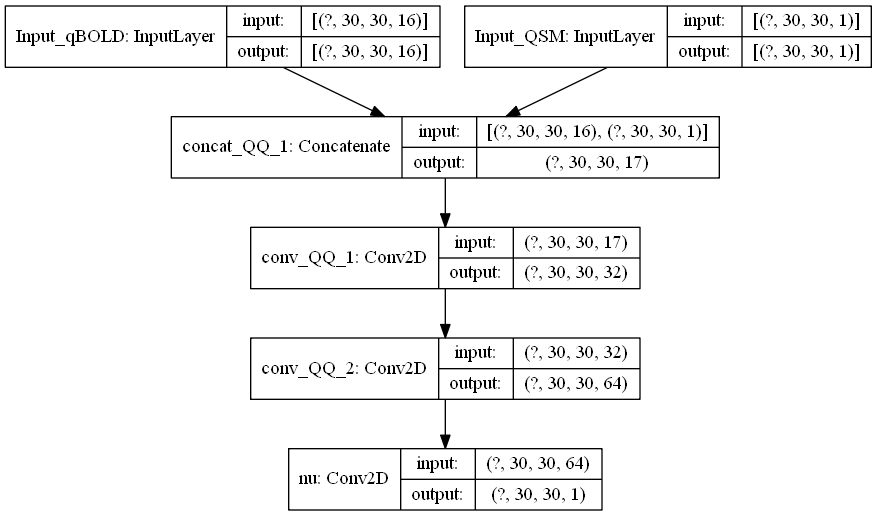 Input_qBOLD: InputLayer
input: [(?, 30, 30, 16)]
output: [(?, 30, 30, 16)]
Input_QSM: InputLayer
input: [(?, 30, 30, 1)]
output: [(?, 30, 30, 1)]
concat_QQ_1: Concatenate
input: [(?, 30, 30, 16), (?, 30, 30, 1)]
output: (?, 30, 30, 17)
conv_QQ_1: Conv2D
input: (?, 30, 30, 17)
output: (?, 30, 30, 32)
conv_QQ_2: Conv2D
input: (?, 30, 30, 32)
output: (?, 30, 30, 64)
nu: Conv2D
input: (?, 30, 30, 64)
output: (?, 30, 30, 1)